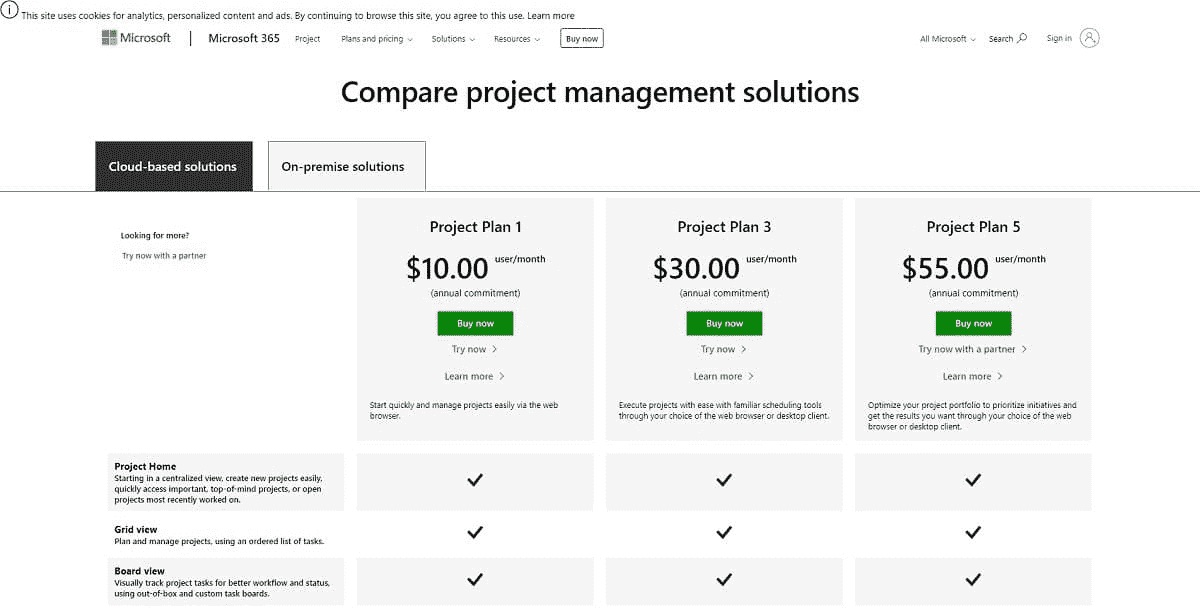 This site uses cookies for analytics, personalized content and ads. By continuing to browse this site, you agree to this use. Learn more
Microsoft Microsoft 365 Project Plans and pricing Solutions Resources Buy now All Microsoft Search Sign in
Compare project management solutions
Cloud-based solutions On-premise solutions
Looking for more?
Try now with a partner
Project Plan 1
$10.00 user/month
(annual commitment)
Buy now
Try now
Learn more
Start quickly and manage projects easily via the web
browser.
Project Plan 3
$30.00 user/month
(annual commitment)
Buy now
Try now
Learn more
Execute projects with ease with familiar scheduling tools
through your choice of the web browser or desktop client.
Project Plan 5
$55.00 user/month
(annual commitment)
Buy now
Try now with a partner
Learn more
Optimize your project portfolio to prioritize initiatives and
get the results you want through your choice of the web
browser or desktop client.
Project Home
Starting in a centralized view, create new projects easily,
quickly access important, top-of-mind projects, or open
projects most recently worked on.
Grid view
Plan and manage projects, using an ordered list of tasks.
Board view
Visually track project tasks for better workflow and status,
using out-of-box and custom task boards.